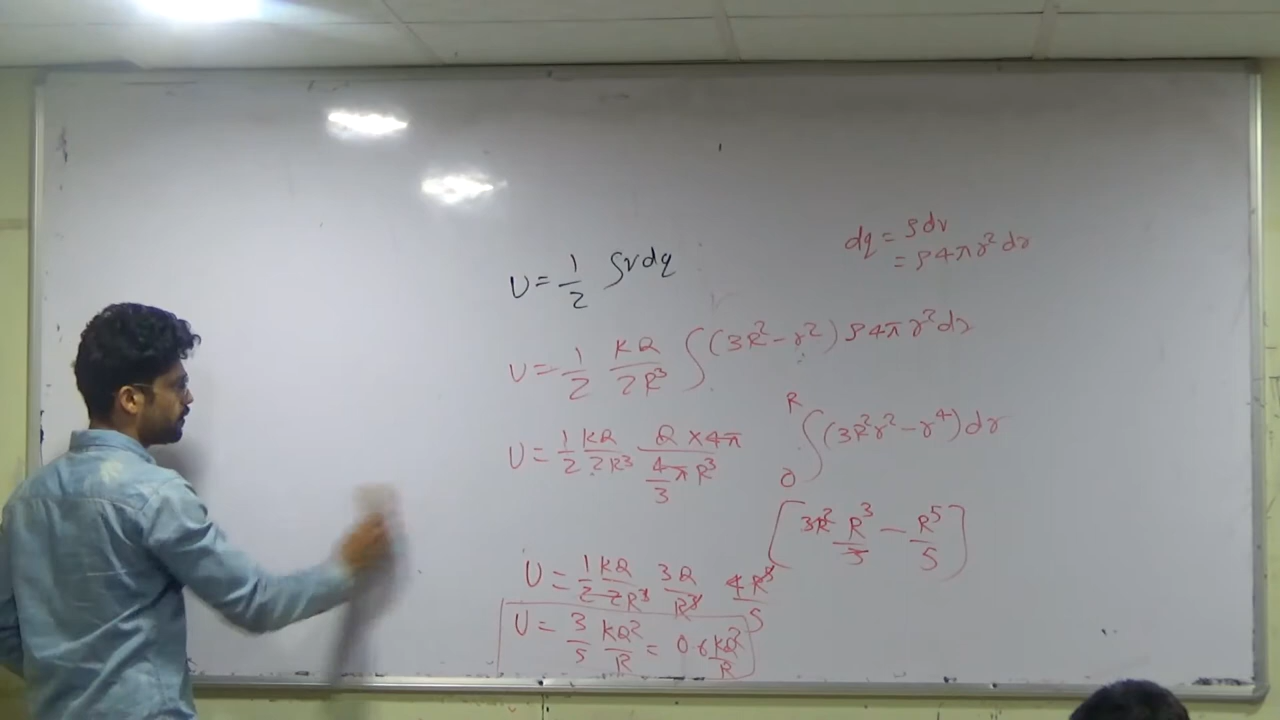 dq = ρdv
= ρ4πr²dr
U = 1/2 ∫vdq
U = 1/2 KQ/2R³ ∫(3R²-r²) ρ4πr²dr
U = 1/2 KQ/2R³ Q×4π/(4/3 πR³) ∫₀ᴿ (3R²r²-r⁴)dr
[3R² R³/3 - R⁵/5]
U = 1/2 KQ/2R³ 3Q/R³ 4R⁵/5
U = 3/5 KQ²/R = 0.6 KQ²/R